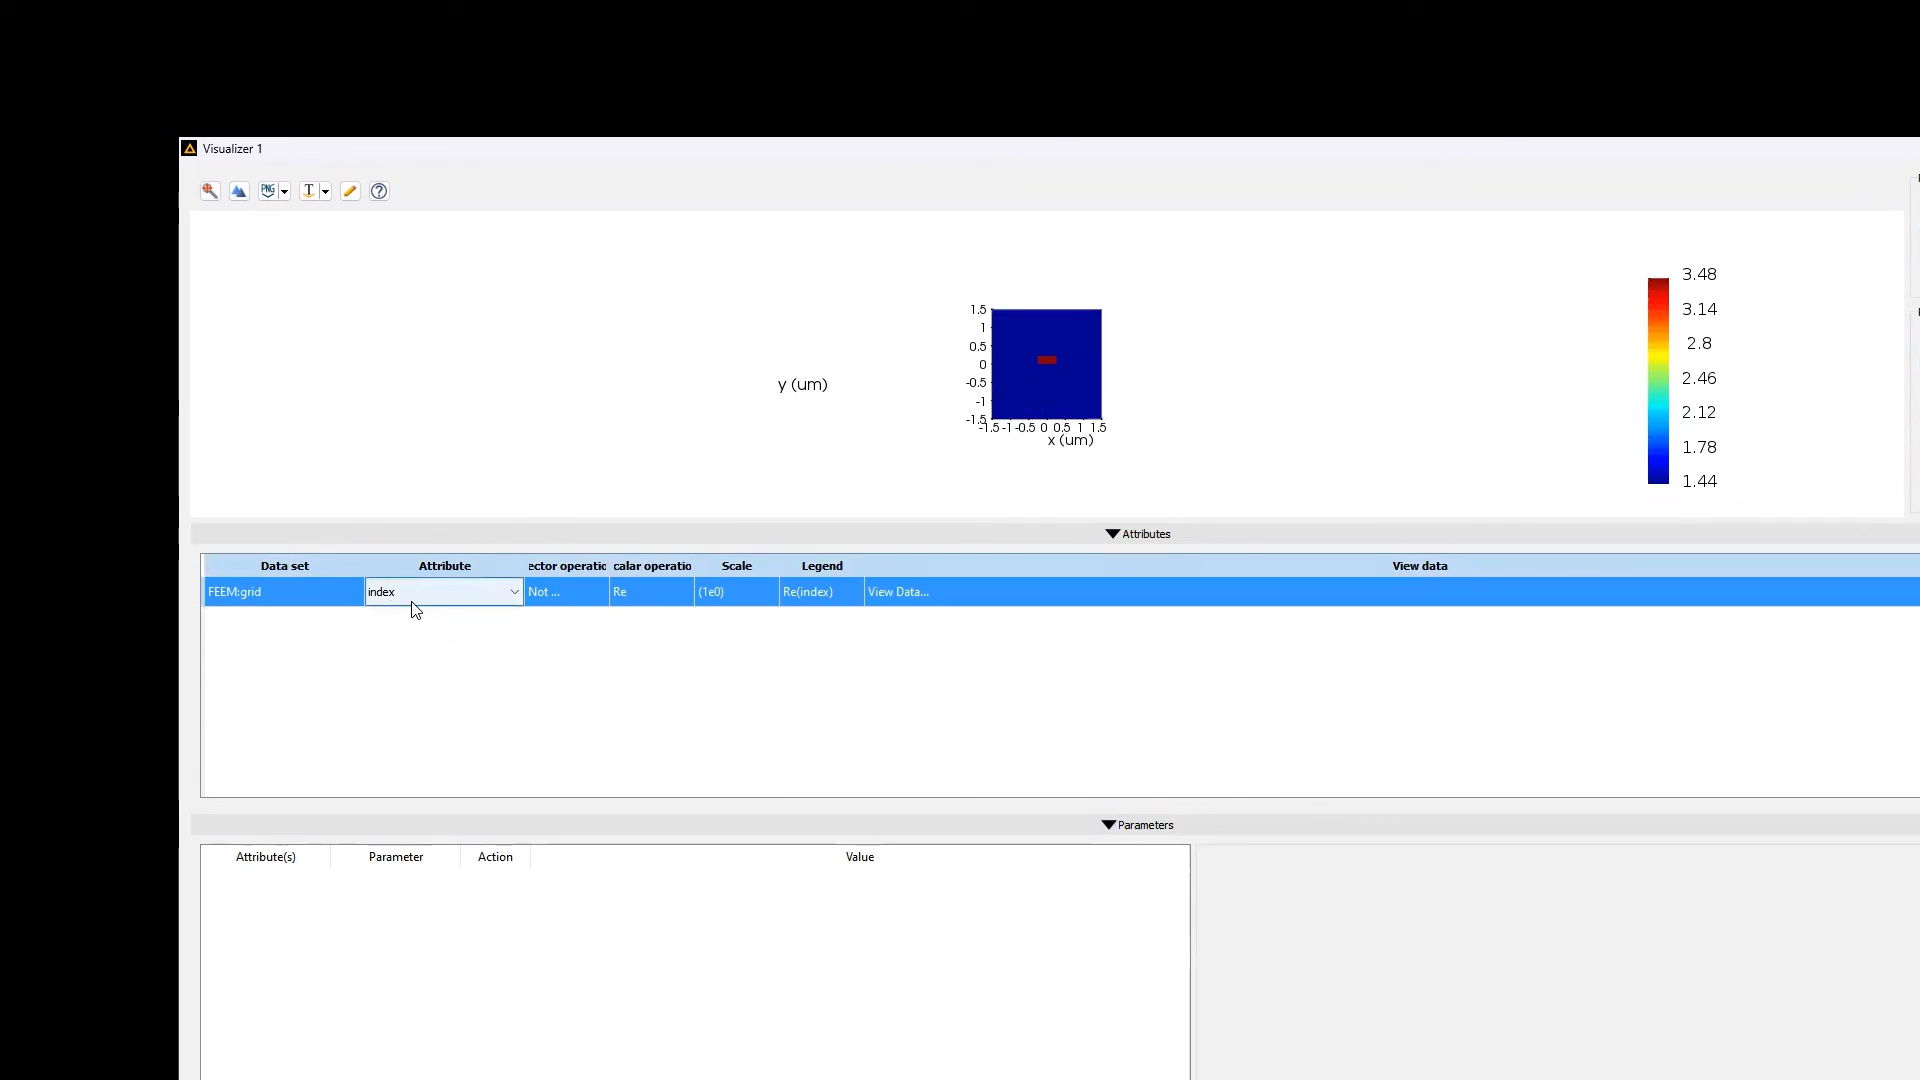 Visualizer 1
PNG T
3.48
3.14
2.8
2.46
2.12
1.78
1.44
1.5
1
0.5
0
-0.5
-1
-1.5
y (um)
-1.5 -1 -0.5 0 0.5 1 1.5
x (um)
Attributes
Data set Attribute ector operatio calar operatio Scale Legend View data
FEEM:grid index Not ... Re (1e0) Re(index) View Data...
Parameters
Attribute(s) Parameter Action Value